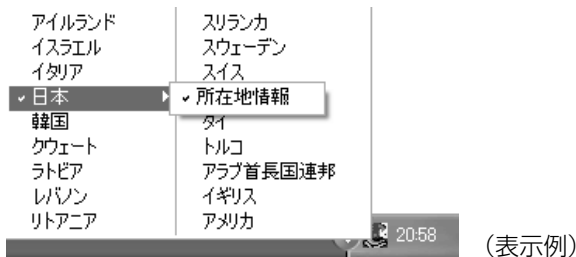 アイルランド
イスラエル
イタリア
日本
韓国
クウェート
ラトビア
レバノン
リトアニア
スリランカ
スウェーデン
スイス
所在地情報
タイ
トルコ
アラブ首長国連邦
イギリス
アメリカ
20:58
(表示例)